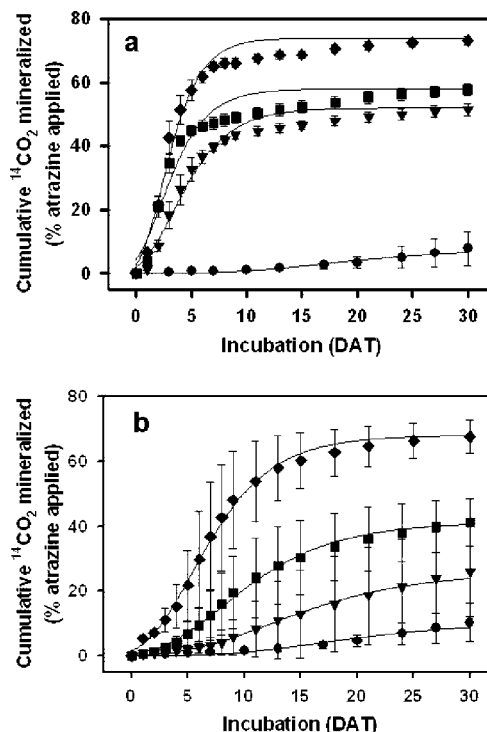 a
80
60
40
20
0
Cumulative ¹⁴CO₂ mineralized
(% atrazine applied)
0 5 10 15 20 25 30
Incubation (DAT)
b
80
60
40
20
0
Cumulative ¹⁴CO₂ mineralized
(% atrazine applied)
0 5 10 15 20 25 30
Incubation (DAT)